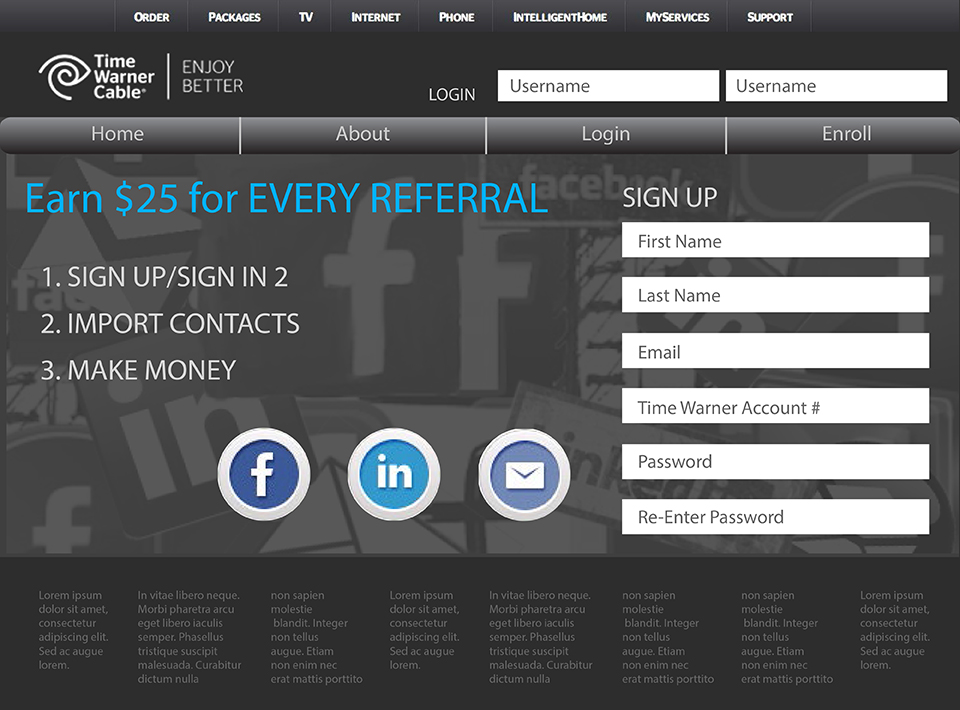 Order Packages TV Internet Phone IntelligentHome MyServices Support
Time
Warner
Cable®
ENJOY
BETTER
LOGIN Username Username
Home About Login Enroll
Earn $25 for EVERY REFERRAL
1. SIGN UP/SIGN IN 2
2. IMPORT CONTACTS
3. MAKE MONEY
facebook
f
in
SIGN UP
First Name
Last Name
Email
Time Warner Account #
Password
Re-Enter Password
Lorem ipsum
dolor sit amet,
consectetur
adipiscing elit.
Sed ac augue
lorem.
In vitae libero neque.
Morbi pharetra arcu
eget libero iaculis
semper. Phasellus
tristique suscipit
malesuada. Curabitur
dictum nulla
non sapien
molestie
blandit. Integer
non tellus
augue. Etiam
non enim nec
erat mattis porttito
Lorem ipsum
dolor sit amet,
consectetur
adipiscing elit.
Sed ac augue
lorem.
In vitae libero neque.
Morbi pharetra arcu
eget libero iaculis
semper. Phasellus
tristique suscipit
malesuada. Curabitur
dictum nulla
non sapien
molestie
blandit. Integer
non tellus
augue. Etiam
non enim nec
erat mattis porttito
non sapien
molestie
blandit. Integer
non tellus
augue. Etiam
non enim nec
erat mattis porttito
Lorem ipsum
dolor sit amet,
consectetur
adipiscing elit.
Sed ac augue
lorem.